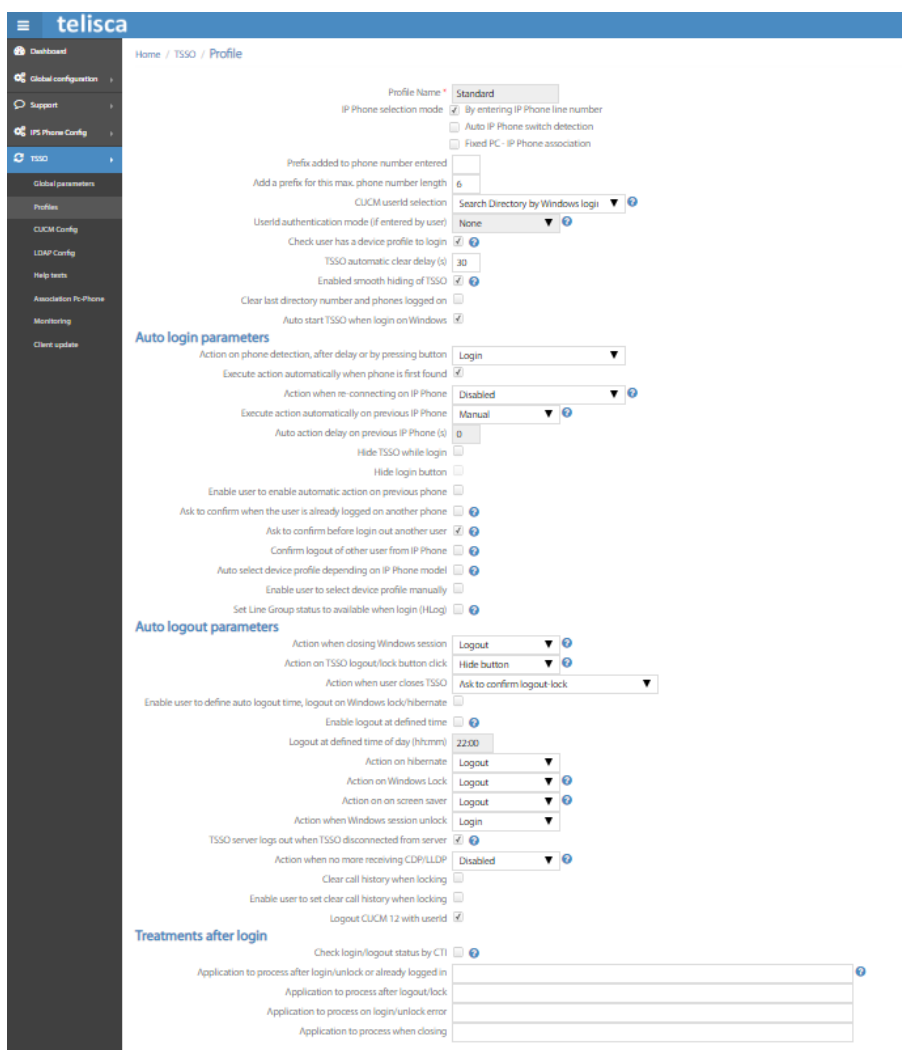 telisca
Dashboard
Home / TSSO / Profile
Global configuration
Support
IPS Phone Config
TSSO
Global parameters
Profiles
CUCM Config
LDAP Config
Help texts
Association Pc-Phone
Monitoring
Client update
Profile Name * Standard
IP Phone selection mode By entering IP Phone line number
Auto IP Phone switch detection
Fixed PC - IP Phone association
Prefix added to phone number entered
Add a prefix for this max. phone number length 6
CUCM userId selection Search Directory by Windows login
UserId authentication mode (if entered by user) None
Check user has a device profile to login
TSSO automatic clear delay (s) 30
Enabled smooth hiding of TSSO
Clear last directory number and phones logged on
Auto start TSSO when login on Windows
Auto login parameters
Action on phone detection, after delay or by pressing button Login
Execute action automatically when phone is first found
Action when re-connecting on IP Phone Disabled
Execute action automatically on previous IP Phone Manual
Auto action delay on previous IP Phone (s) 0
Hide TSSO while login
Hide login button
Enable user to enable automatic action on previous phone
Ask to confirm when the user is already logged on another phone
Ask to confirm before login out another user
Confirm logout of other user from IP Phone
Auto select device profile depending on IP Phone model
Enable user to select device profile manually
Set Line Group status to available when login (HLog)
Auto logout parameters
Action when closing Windows session Logout
Action on TSSO logout/lock button click Hide button
Action when user closes TSSO Ask to confirm logout-lock
Enable user to define auto logout time, logout on Windows lock/hibernate
Enable logout at defined time
Logout at defined time of day (hh:mm) 22:00
Action on hibernate Logout
Action on Windows Lock Logout
Action on on screen saver Logout
Action when Windows session unlock Login
TSSO server logs out when TSSO disconnected from server
Action when no more receiving CDP/LLDP Disabled
Clear call history when locking
Enable user to set clear call history when locking
Logout CUCM 12 with userId
Treatments after login
Check login/logout status by CTI
Application to process after login/unlock or already logged in
Application to process after logout/lock
Application to process on login/unlock error
Application to process when closing